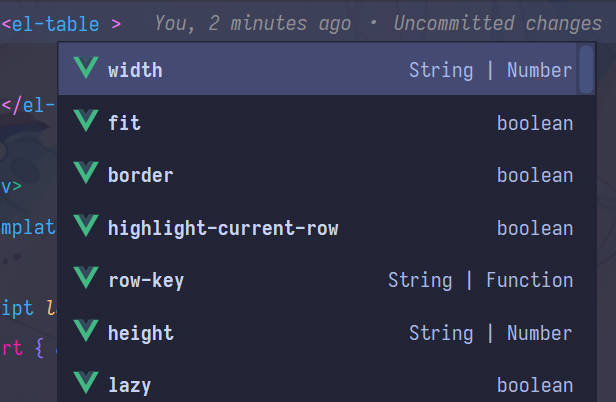 <el-table > You, 2 minutes ago • Uncommitted changes
width String | Number
</el-
fit boolean
border boolean
v>
highlight-current-row boolean
mplat
row-key String | Function
ipt l
height String | Number
rt {
lazy boolean